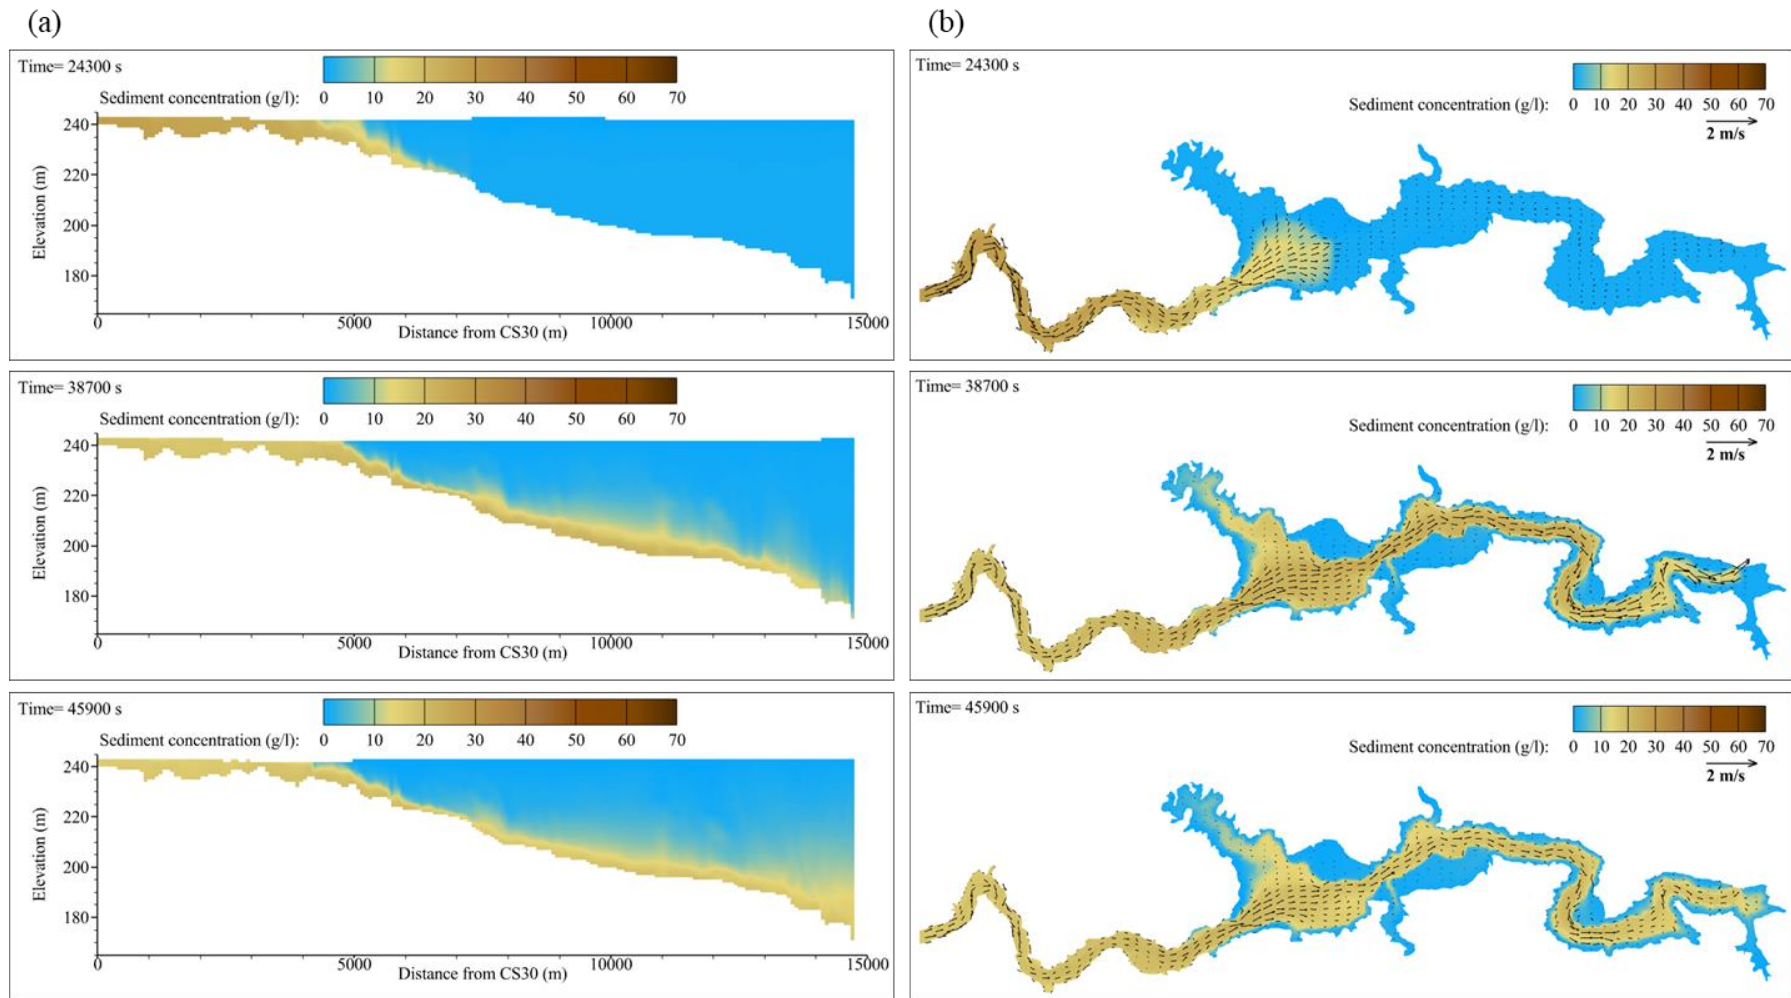 (a)
(b)
Time= 24300 s
Sediment concentration (g/l): 0 10 20 30 40 50 60 70
240
220
200
180
Elevation (m)
0 5000 10000 15000
Distance from CS30 (m)
Time= 24300 s
Sediment concentration (g/l): 0 10 20 30 40 50 60 70
2 m/s
Time= 38700 s
Sediment concentration (g/l): 0 10 20 30 40 50 60 70
240
220
200
180
Elevation (m)
0 5000 10000 15000
Distance from CS30 (m)
Time= 38700 s
Sediment concentration (g/l): 0 10 20 30 40 50 60 70
2 m/s
Time= 45900 s
Sediment concentration (g/l): 0 10 20 30 40 50 60 70
240
220
200
180
Elevation (m)
0 5000 10000 15000
Distance from CS30 (m)
Time= 45900 s
Sediment concentration (g/l): 0 10 20 30 40 50 60 70
2 m/s